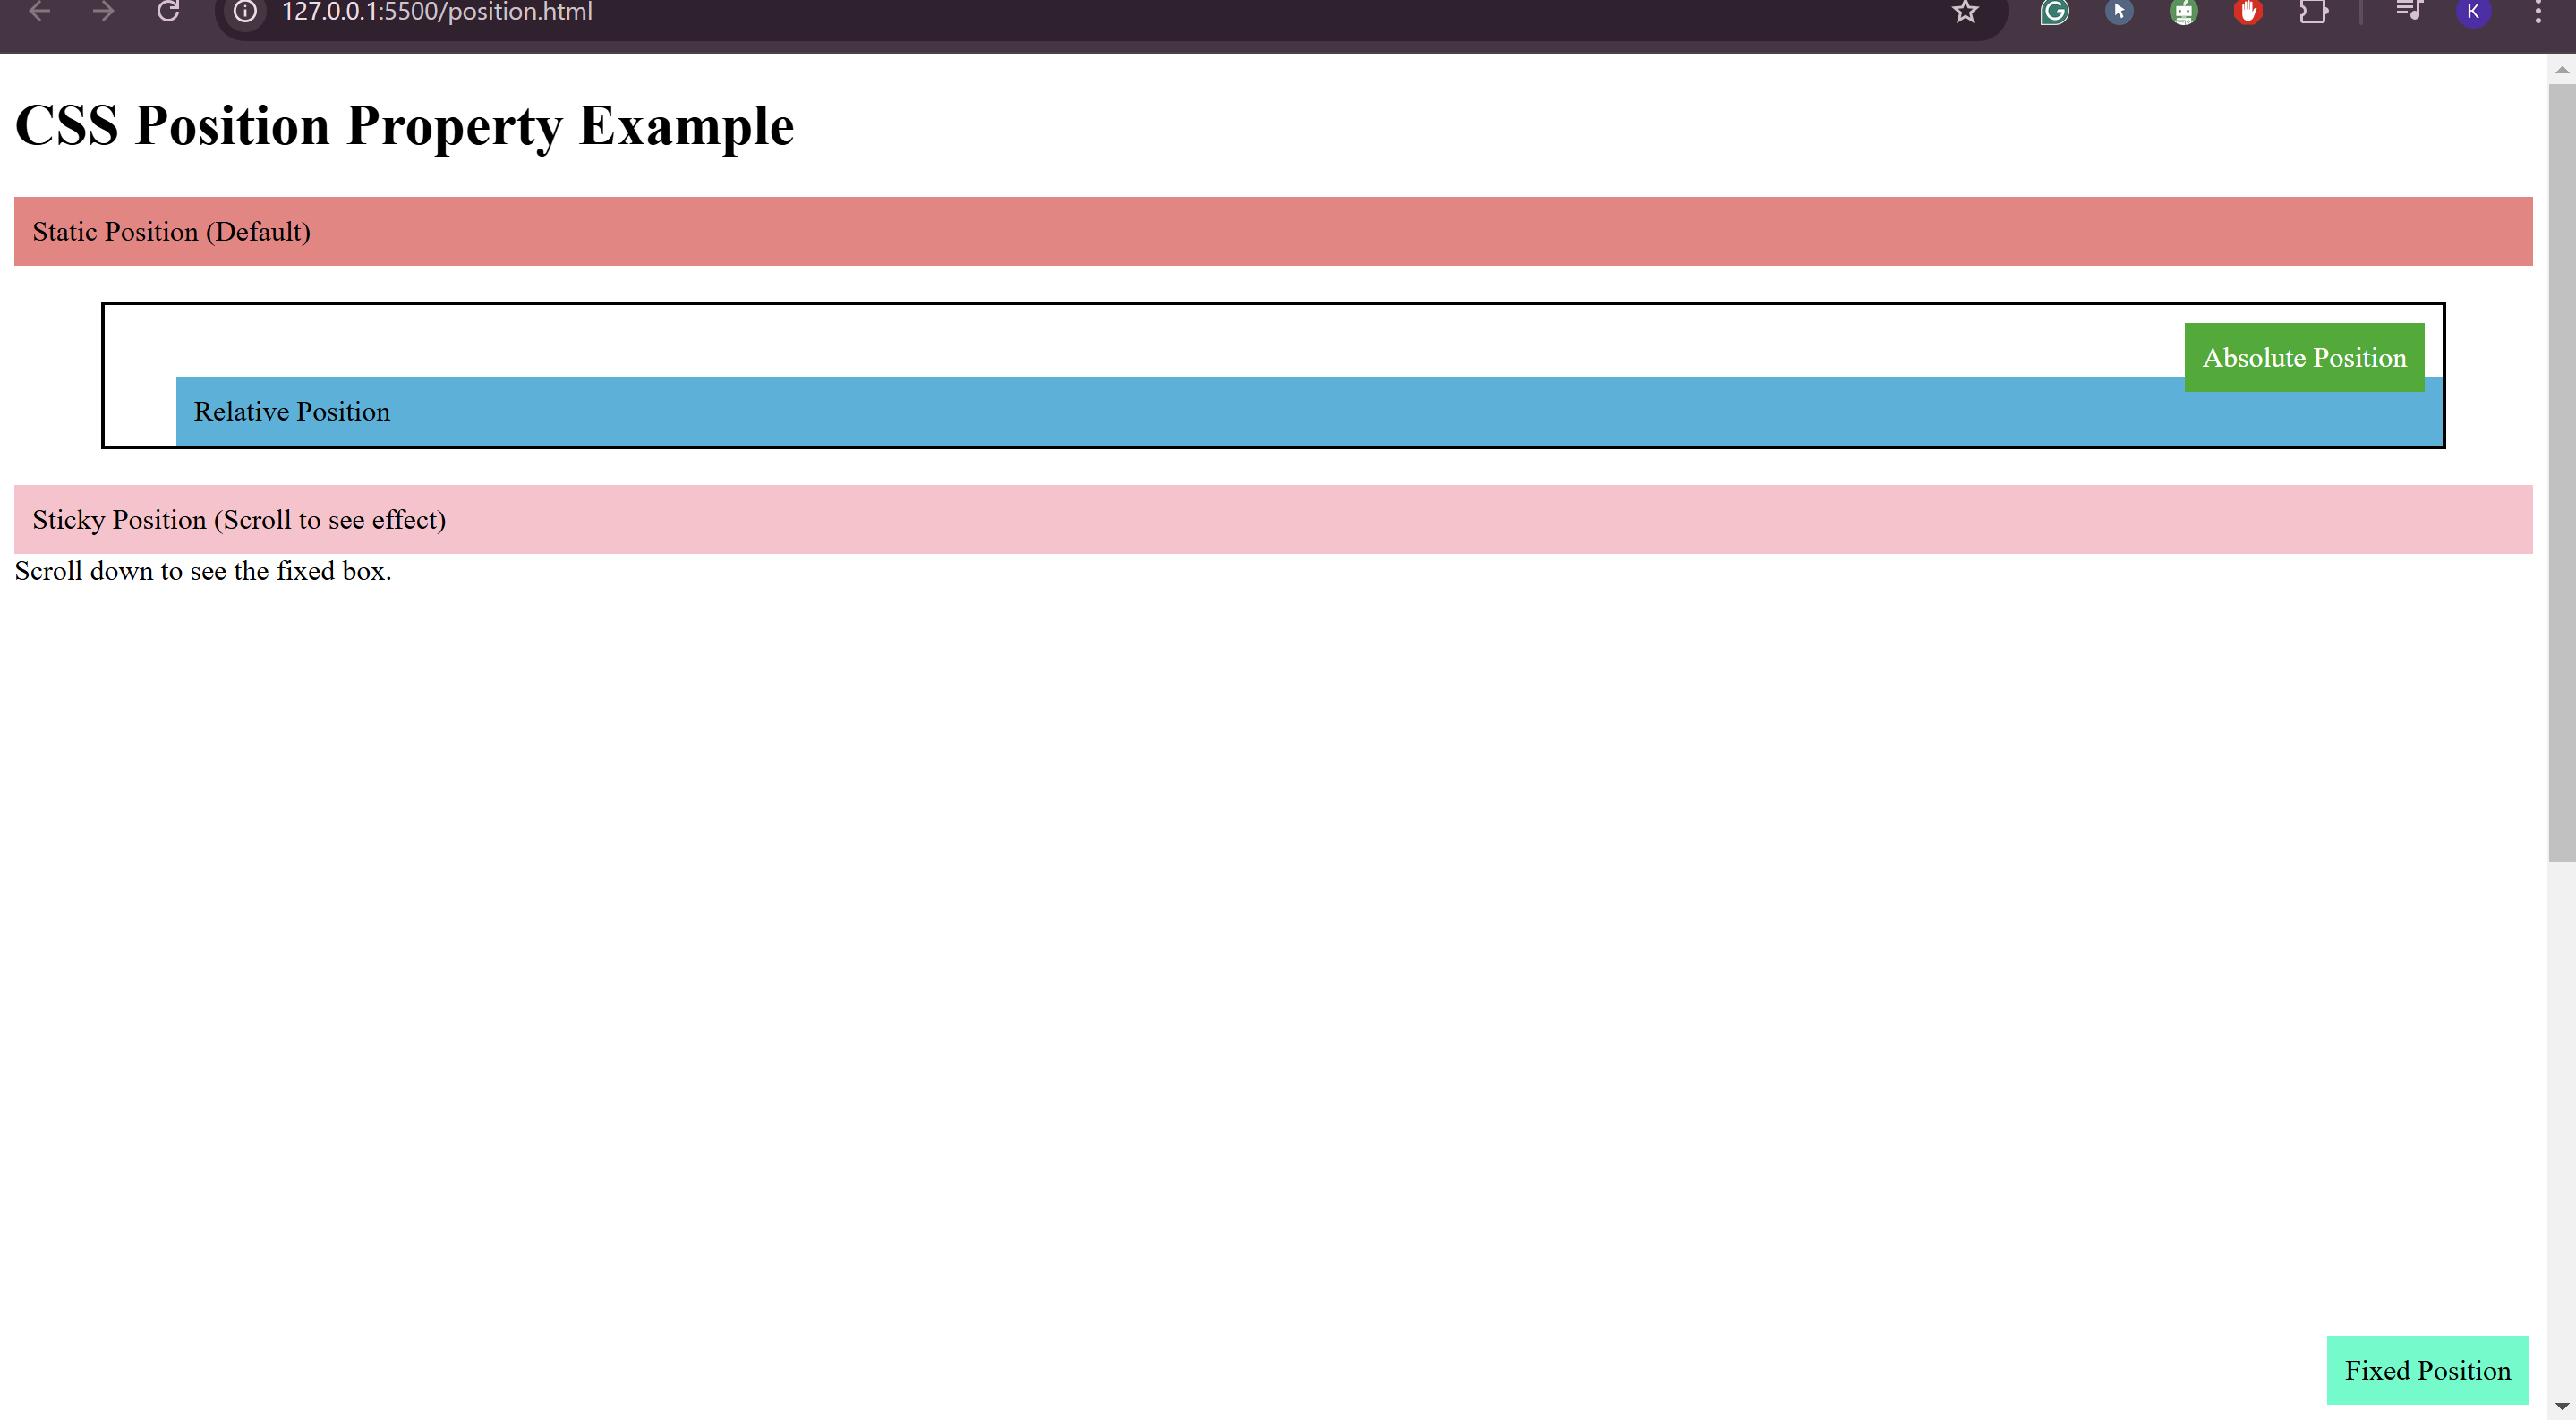 127.0.0.1:5500/position.html
K
CSS Position Property Example
Static Position (Default)
Absolute Position
Relative Position
Sticky Position (Scroll to see effect)
Scroll down to see the fixed box.
Fixed Position